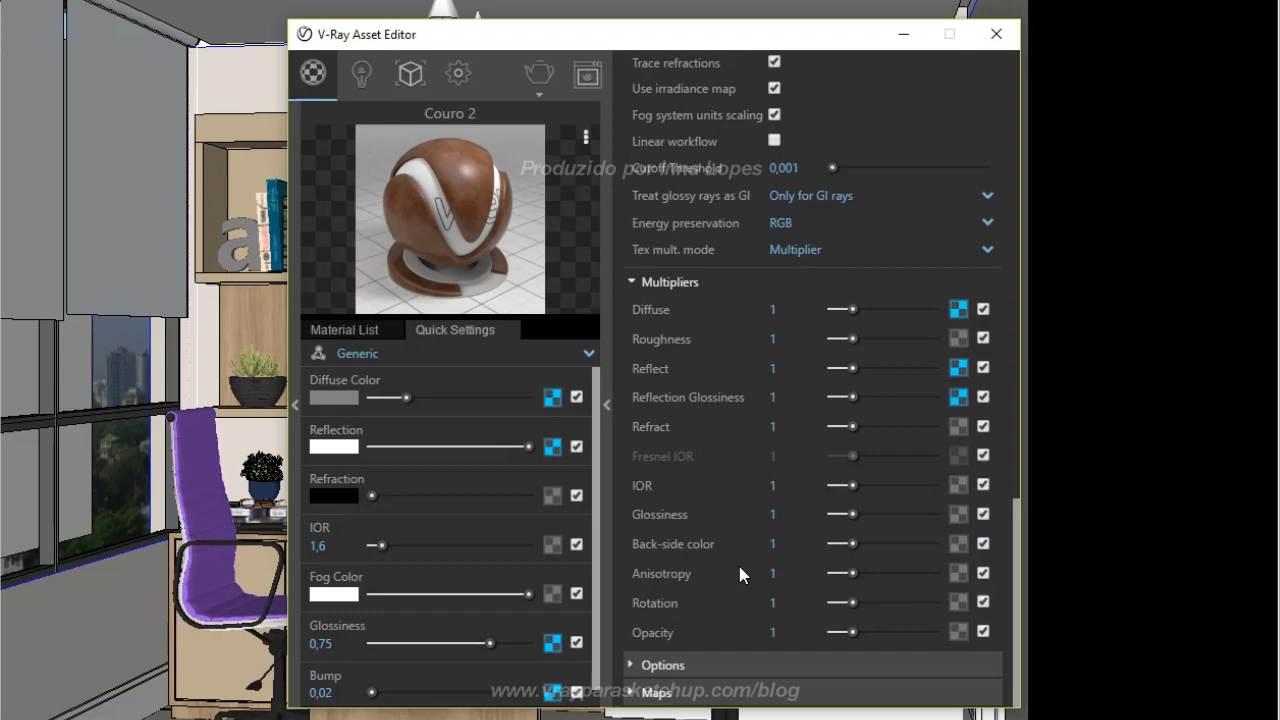 V-Ray Asset Editor
Couro 2
Material List
Quick Settings
Generic
Diffuse Color
Reflection
Refraction
IOR
1,6
Fog Color
Glossiness
0,75
Bump
0,02
Trace refractions
Use irradiance map
Fog system units scaling
Linear workflow
Cutoff Threshold 0,001
Treat glossy rays as GI Only for GI rays
Energy preservation RGB
Tex mult. mode Multiplier
Multipliers
Diffuse 1
Roughness 1
Reflect 1
Reflection Glossiness 1
Refract 1
Fresnel IOR 1
IOR 1
Glossiness 1
Back-side color 1
Anisotropy 1
Rotation 1
Opacity 1
Options
Maps
www.vrayparasketchup.com/blog
a